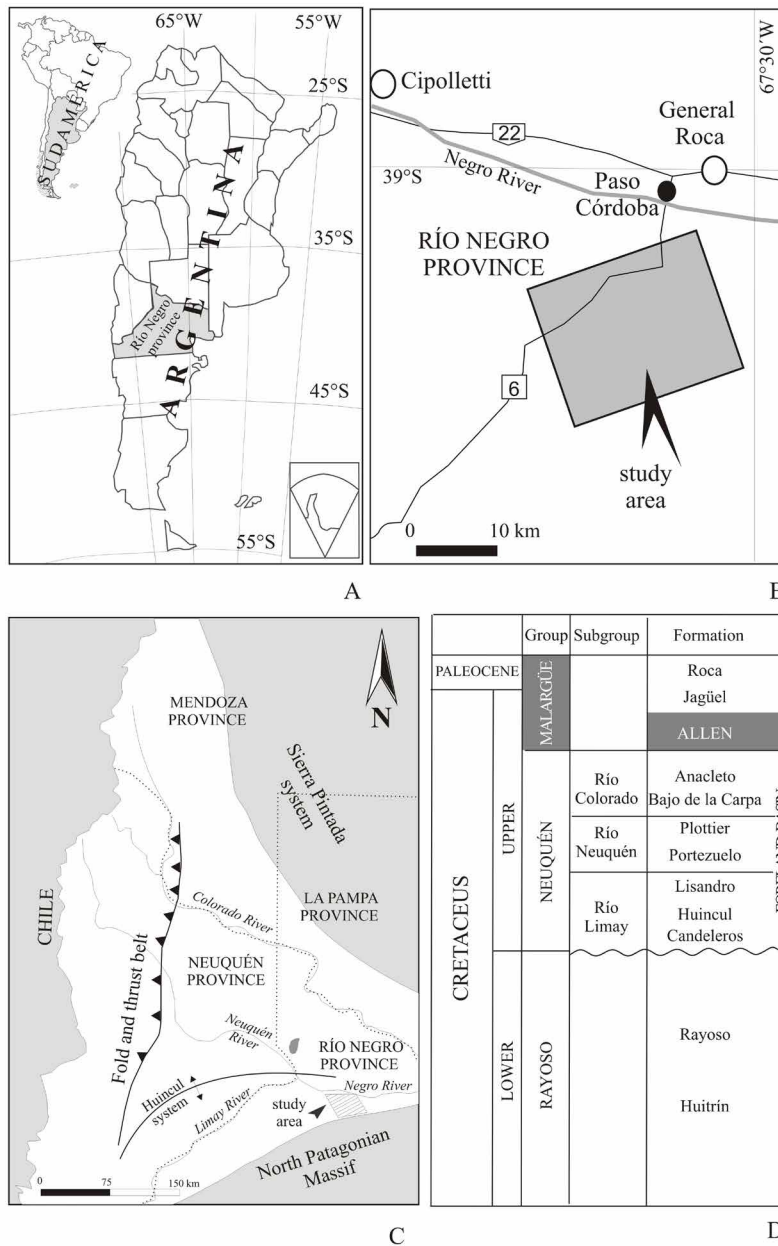 65°W
55°W
SUDAMÉRICA
25°S
ARGENTINA
35°S
Río Negro
province
45°S
55°S
A
67°30´W
Cipolletti
General
Roca
22
Negro River
39°S
Paso
Córdoba
RÍO NEGRO
PROVINCE
6
study
area
0 10 km
MENDOZA
PROVINCE
N
Sierra Pintada
system
CHILE
LA PAMPA
PROVINCE
Colorado River
Fold and thrust belt
NEUQUÉN
PROVINCE
Neuquén
River
RÍO NEGRO
PROVINCE
Negro River
Huincul
system
Limay River
study
area
North Patagonian
Massif
0 75 150 km
C
Group Subgroup Formation
PALEOCENE
MALARGÜE
Roca
Jagüel
ALLEN
CRETACEUS
UPPER
NEUQUÉN
Río
Colorado
Anacleto
Bajo de la Carpa
Río
Neuquén
Plottier
Portezuelo
Río
Limay
Lisandro
Huincul
Candeleros
LOWER
RAYOSO
Rayoso
Huitrín
D